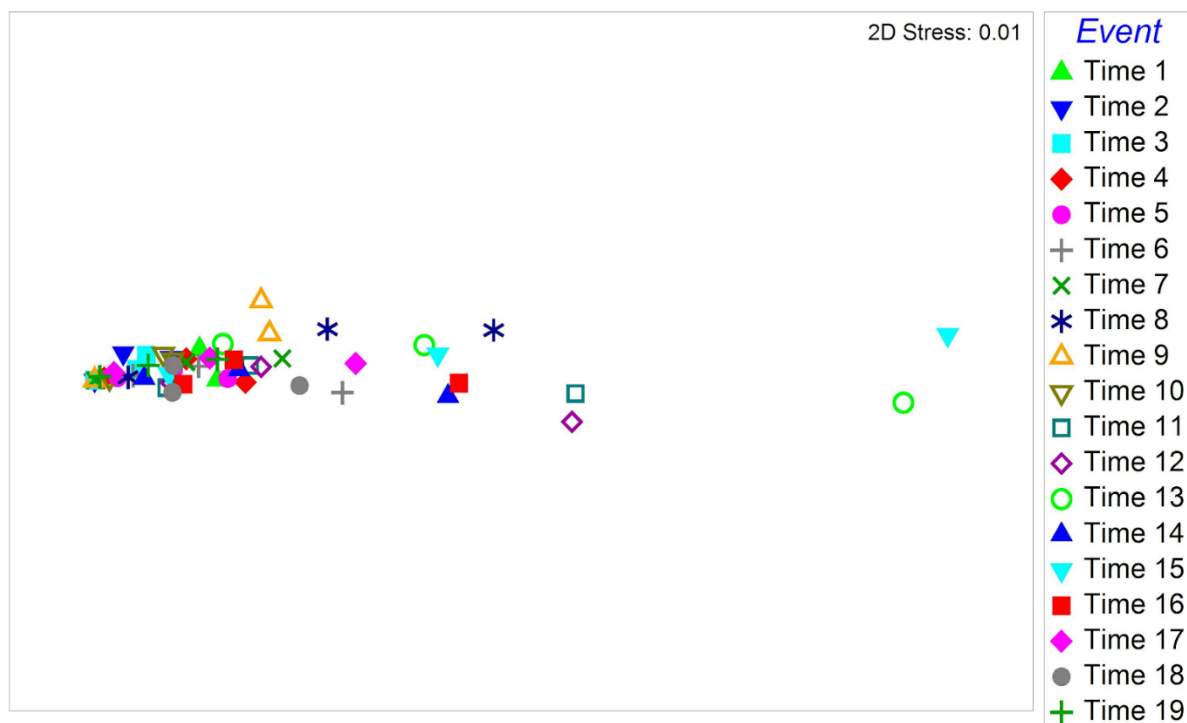 2D Stress: 0.01
Event
Time 1
Time 2
Time 3
Time 4
Time 5
Time 6
Time 7
Time 8
Time 9
Time 10
Time 11
Time 12
Time 13
Time 14
Time 15
Time 16
Time 17
Time 18
Time 19